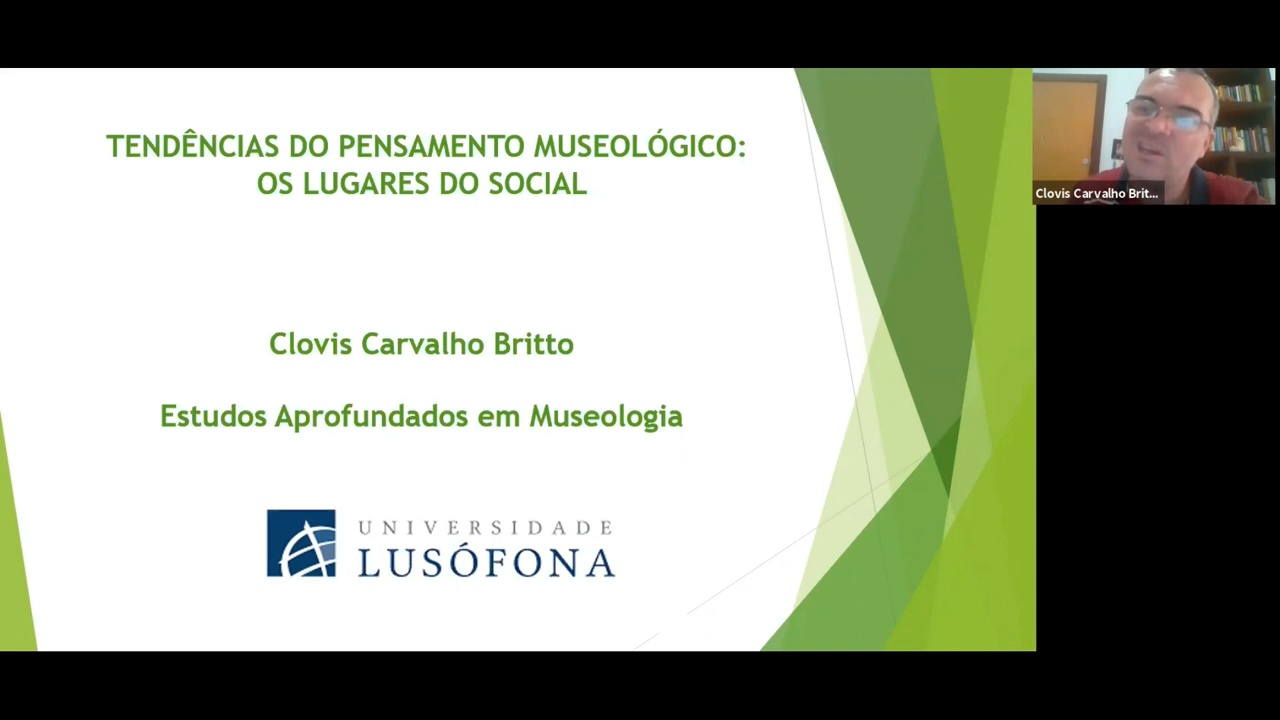 TENDÊNCIAS DO PENSAMENTO MUSEOLÓGICO:
OS LUGARES DO SOCIAL
Clovis Carvalho Brit...
Clovis Carvalho Britto
Estudos Aprofundados em Museologia
UNIVERSIDADE
LUSÓFONA